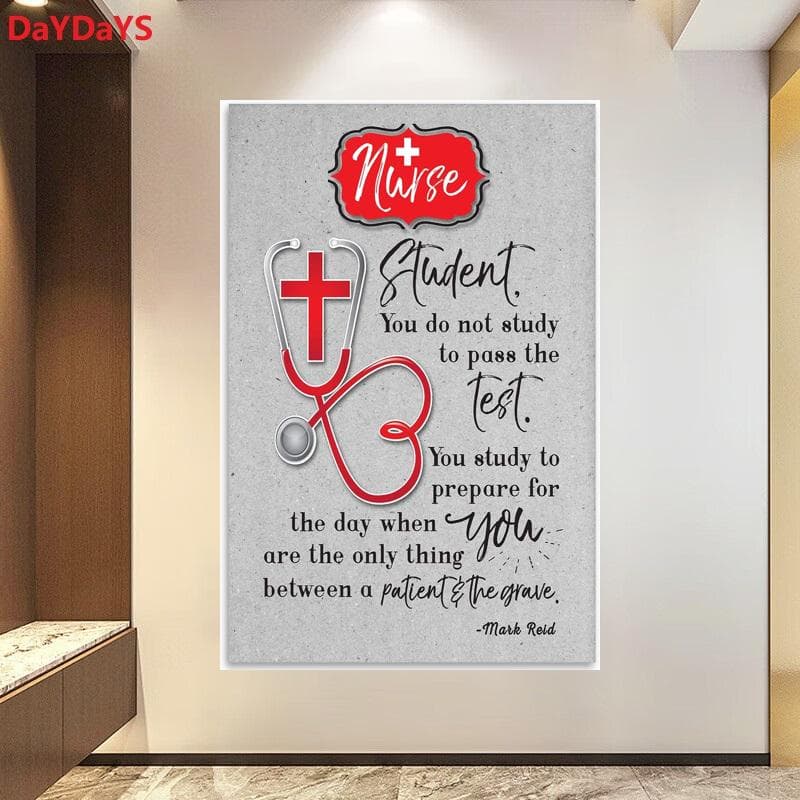 DaYDaYS
Nurse
Student,
You do not study
to pass the
test.
You study to
prepare for
the day when you
are the only thing
between a patient & the grave.
-Mark Reid